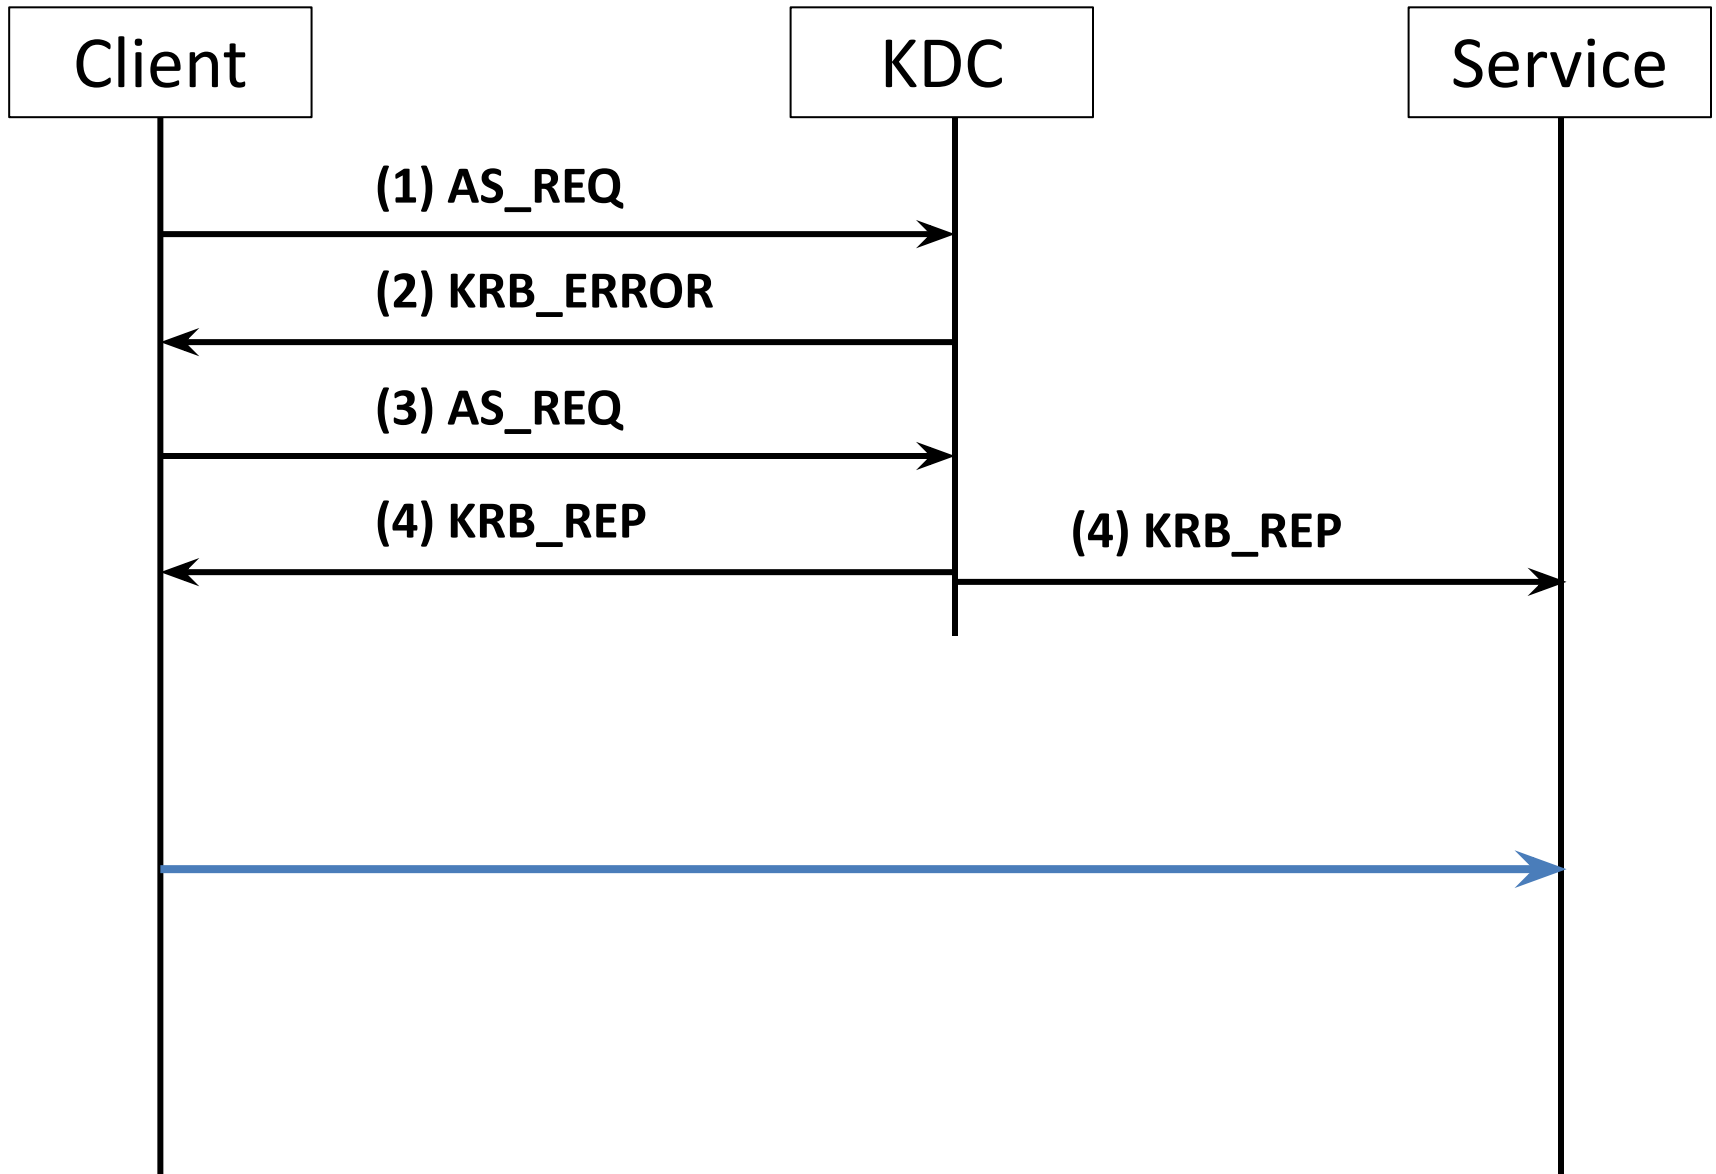 Client
KDC
Service
(1) AS_REQ
(2) KRB_ERROR
(3) AS_REQ
(4) KRB_REP
(4) KRB_REP